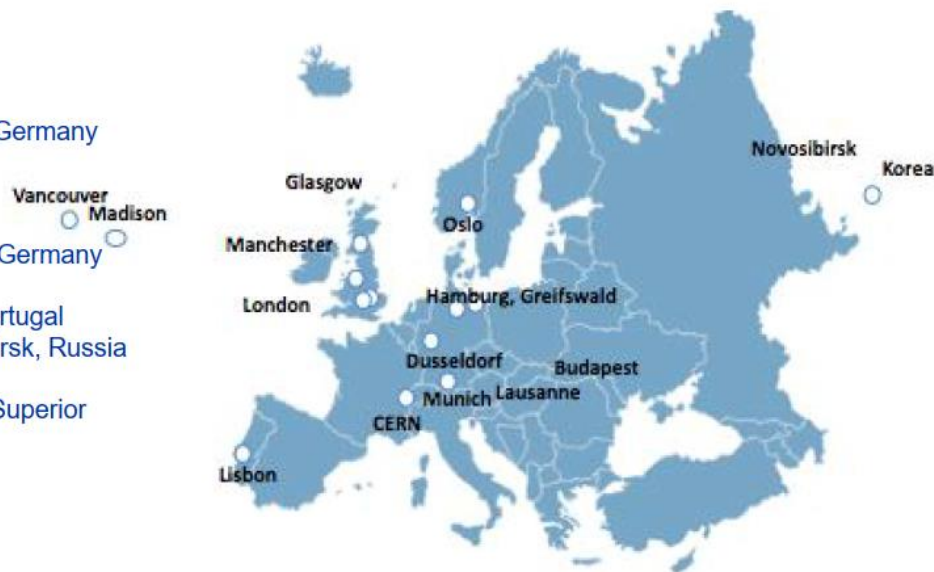 Germany
Germany
rtugal
rsk, Russia
Superior
Novosibirsk
Korea
Glasgow
Vancouver
Madison
Oslo
Manchester
London
Hamburg, Greifswald
Dusseldorf
Budapest
Munich
Lausanne
CERN
Lisbon